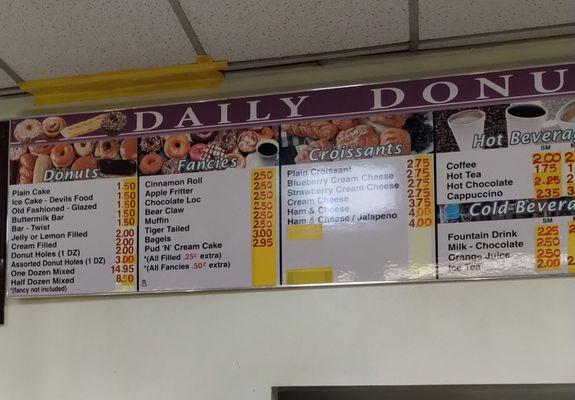 DAILY DONU
Donuts
Plain Cake 1.50
Ice Cake - Devils Food 1.50
Old Fashioned - Glazed 1.50
Buttermilk Bar 1.50
Bar - Twist 1.50
Jelly or Lemon Filled 2.00
Cream Filled 2.00
Donut Holes (1 DZ) 2.00
Assorted Donut Holes (1 DZ) 3.00
One Dozen Mixed 14.95
Half Dozen Mixed 8.50
*(fancy not included)
Fancies
Cinnamon Roll 2.50
Apple Fritter 2.50
Chocolate Loc 2.50
Bear Claw 2.50
Muffin 2.50
Tiger Tailed 2.50
Bagels 3.00
Pud 'N' Cream Cake 2.95
*(All Filled .25¢ extra)
*(All Fancies .50¢ extra)
Croissants
Plain Croissant 2.75
Blueberry Cream Cheese 2.75
Strawberry Cream Cheese 2.75
Cream Cheese 2.75
Ham & Cheese 3.75
Ham & Cheese / Jalapeno 4.00
4.00
Hot Beverag
SM
Coffee 2.00
Hot Tea 1.75
Hot Chocolate 2.25
Cappuccino 2.35
Cold Beverag
SM
Fountain Drink 2.25
Milk - Chocolate 2.50
Orange Juice 2.50
Ice Tea 2.00